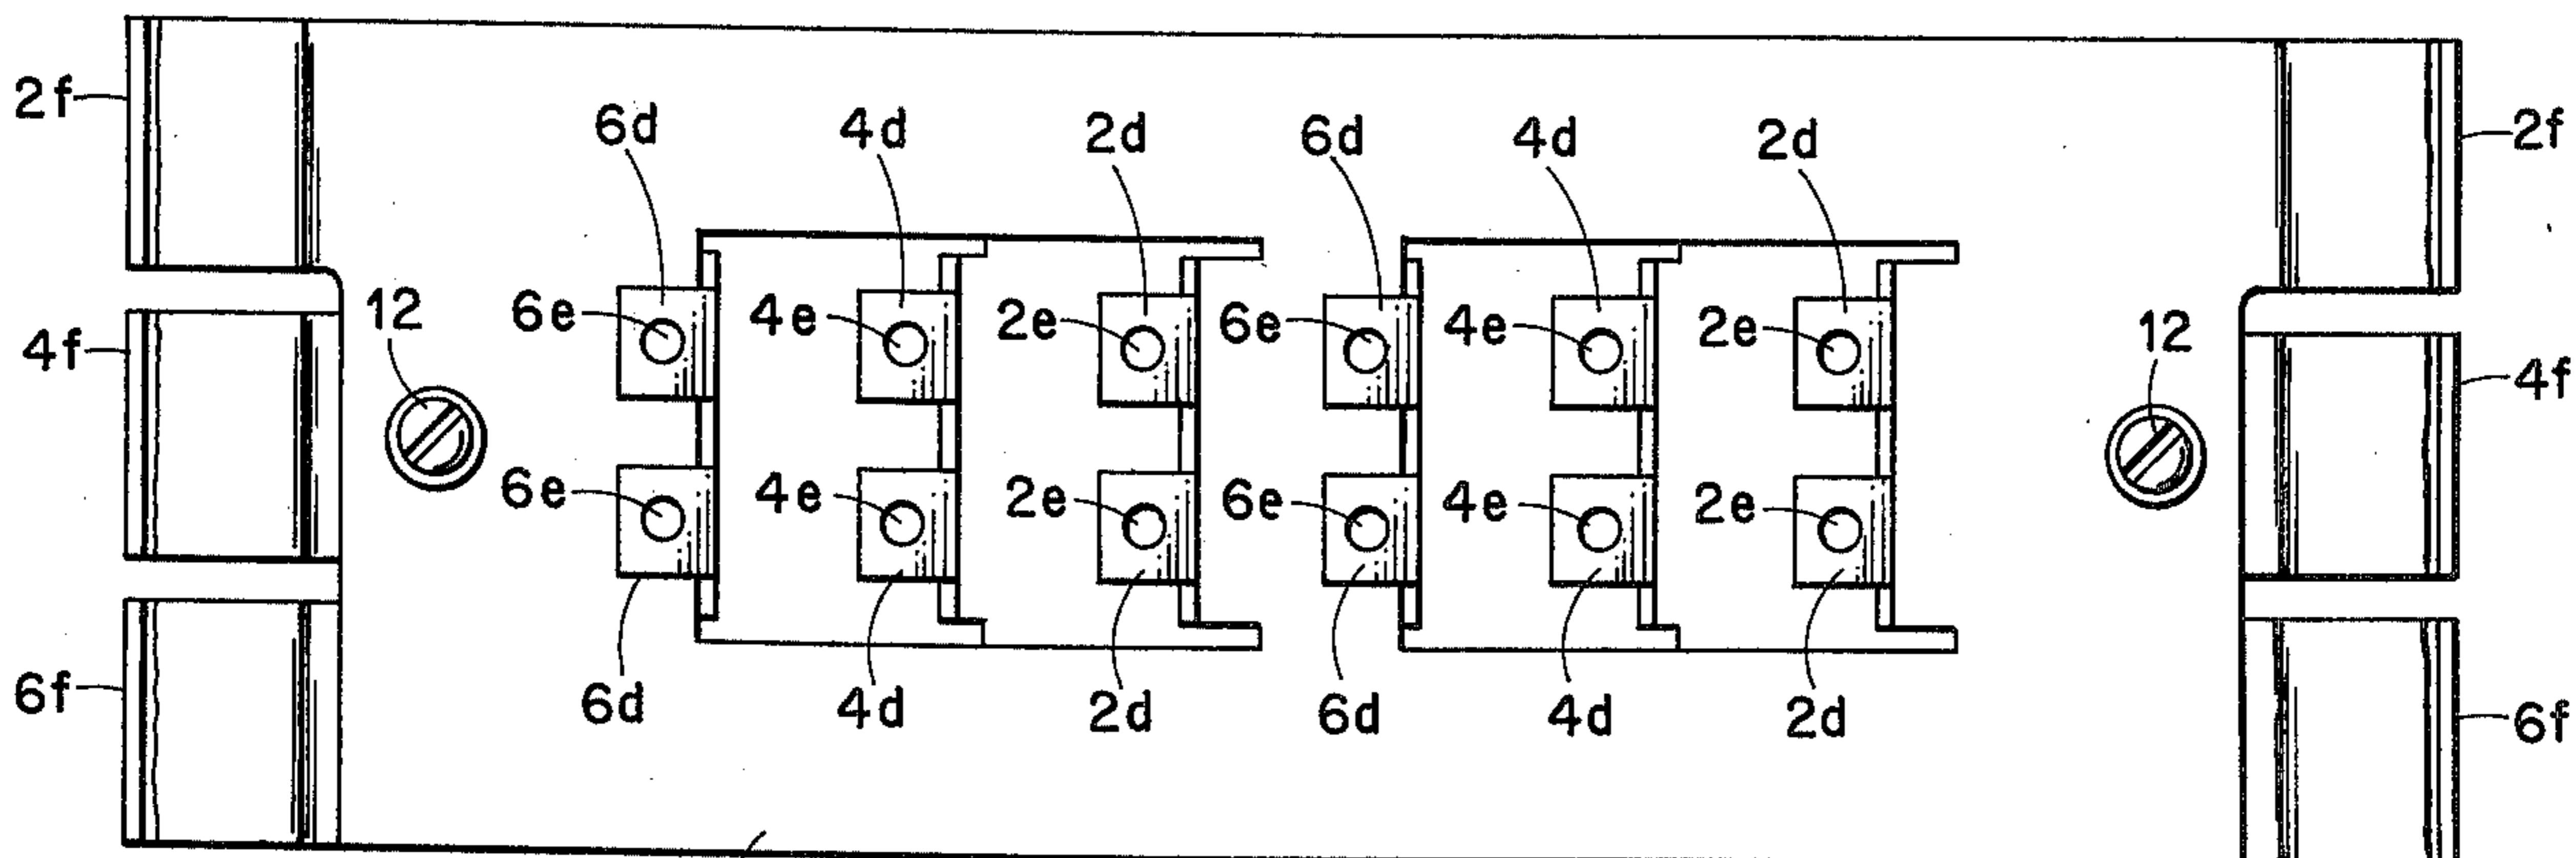 2f 6d 4d 2d 6d 4d 2d 2f
12 6e 4e 2e 6e 4e 2e 12
4f 4f
6e 4e 2e 6e 4e 2e
6f 6d 4d 2d 6d 4d 2d 6f